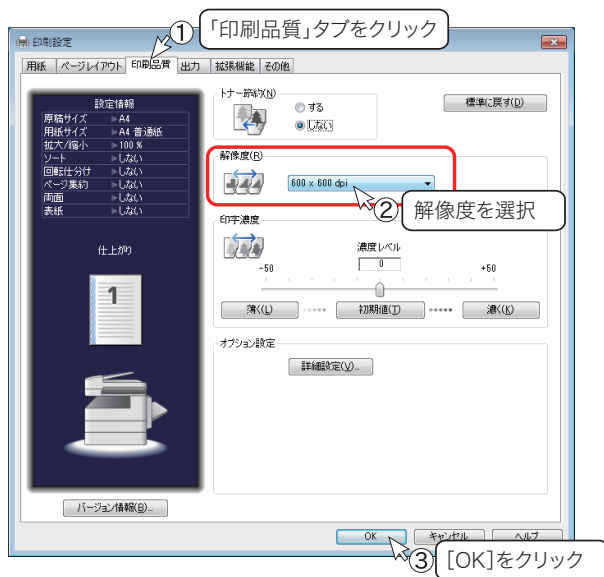 ① 「印刷品質」タブをクリック
印刷設定
用紙 ページレイアウト 印刷品質 出力 拡張機能 その他
設定情報
原稿サイズ ▶A4
用紙サイズ ▶A4 普通紙
拡大/縮小 ▶100 %
ソート ▶しない
回転仕分け ▶しない
ページ集約 ▶しない
両面 ▶しない
表紙 ▶しない
仕上がり
1
バージョン情報(B)...
トナー節約(N)
する
しない
標準に戻す(D)
解像度(R)
600 x 600 dpi
② 解像度を選択
印字濃度
濃度レベル
-50 0 +50
薄く(L) 初期値(T) 濃く(K)
オプション設定
詳細設定(V)...
OK キャンセル ヘルプ
③ [OK]をクリック